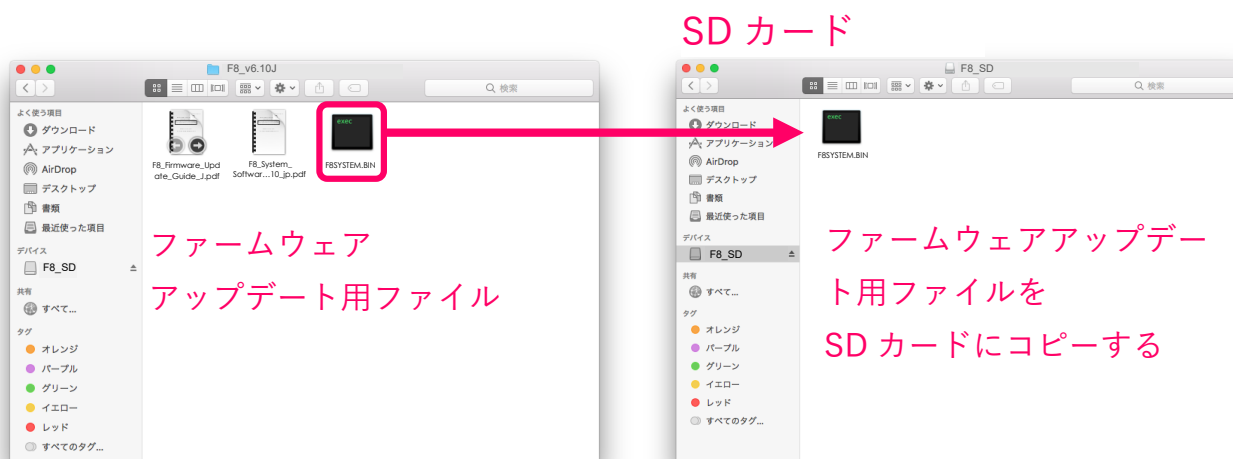 SD カード
F8_v6.10J
検索
よく使う項目
ダウンロード
アプリケーション
AirDrop
デスクトップ
書類
最近使った項目
デバイス
F8_SD
共有
すべて...
タグ
オレンジ
パープル
グリーン
イエロー
レッド
すべてのタグ...
exec
F8_Firmware_Upd
ate_Guide_J.pdf
F8_System_
Softwar...10_jp.pdf
F8SYSTEM.BIN
ファームウェア
アップデート用ファイル
F8_SD
検索
よく使う項目
ダウンロード
アプリケーション
AirDrop
デスクトップ
書類
最近使った項目
デバイス
F8_SD
共有
すべて...
タグ
オレンジ
パープル
グリーン
イエロー
レッド
すべてのタグ...
exec
F8SYSTEM.BIN
ファームウェアアップデー
ト用ファイルを
SD カードにコピーする